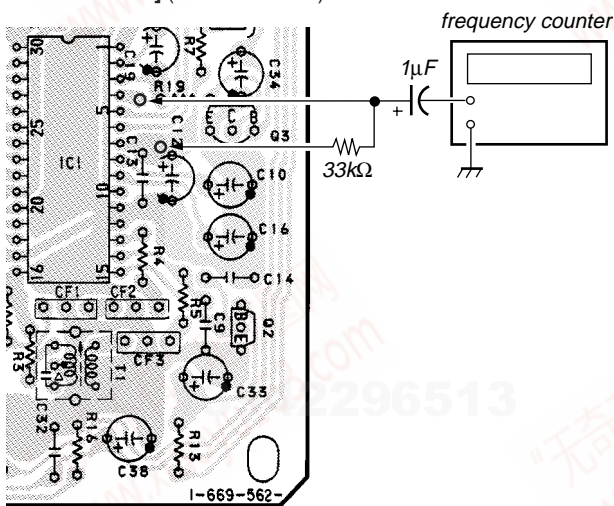 frequency counter
1μF
+
33kΩ
30
1
C19
R7
C34
R19
5
E C B
Q3
25
C12
C13
IC1
10
C10
20
C16
16
15
R4
C14
CF1
CF2
R5
C9
BOE
Q2
R3
CF3
T1
C33
C32
R16
C38
R13
1-669-562-
42296513